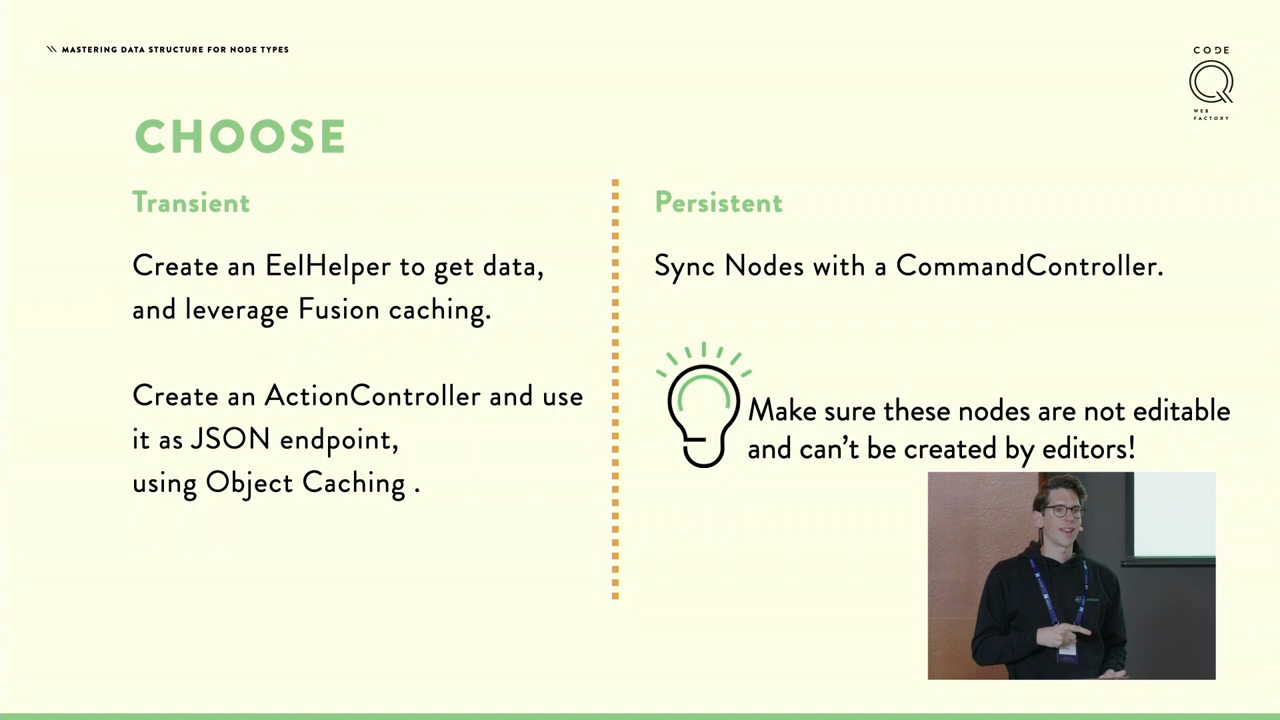 \\ MASTERING DATA STRUCTURE FOR NODE TYPES
CODE
Q
WEB
FACTORY
CHOOSE
Transient
Create an EelHelper to get data,
and leverage Fusion caching.
Create an ActionController and use
it as JSON endpoint,
using Object Caching .
Persistent
Sync Nodes with a CommandController.
Make sure these nodes are not editable
and can’t be created by editors!